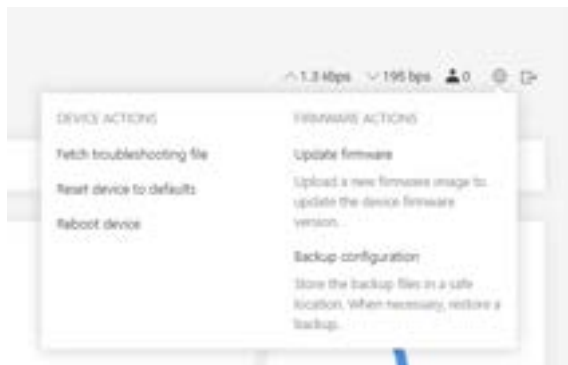 1.3 kbps 195 bps 0
DEVICE ACTIONS
Fetch troubleshooting file
Reset device to defaults
Reboot device
FIRMWARE ACTIONS
Update firmware
Upload a new firmware image to
update the device firmware
version.
Backup configuration
Store the backup files in a safe
location. When necessary, restore a
backup.